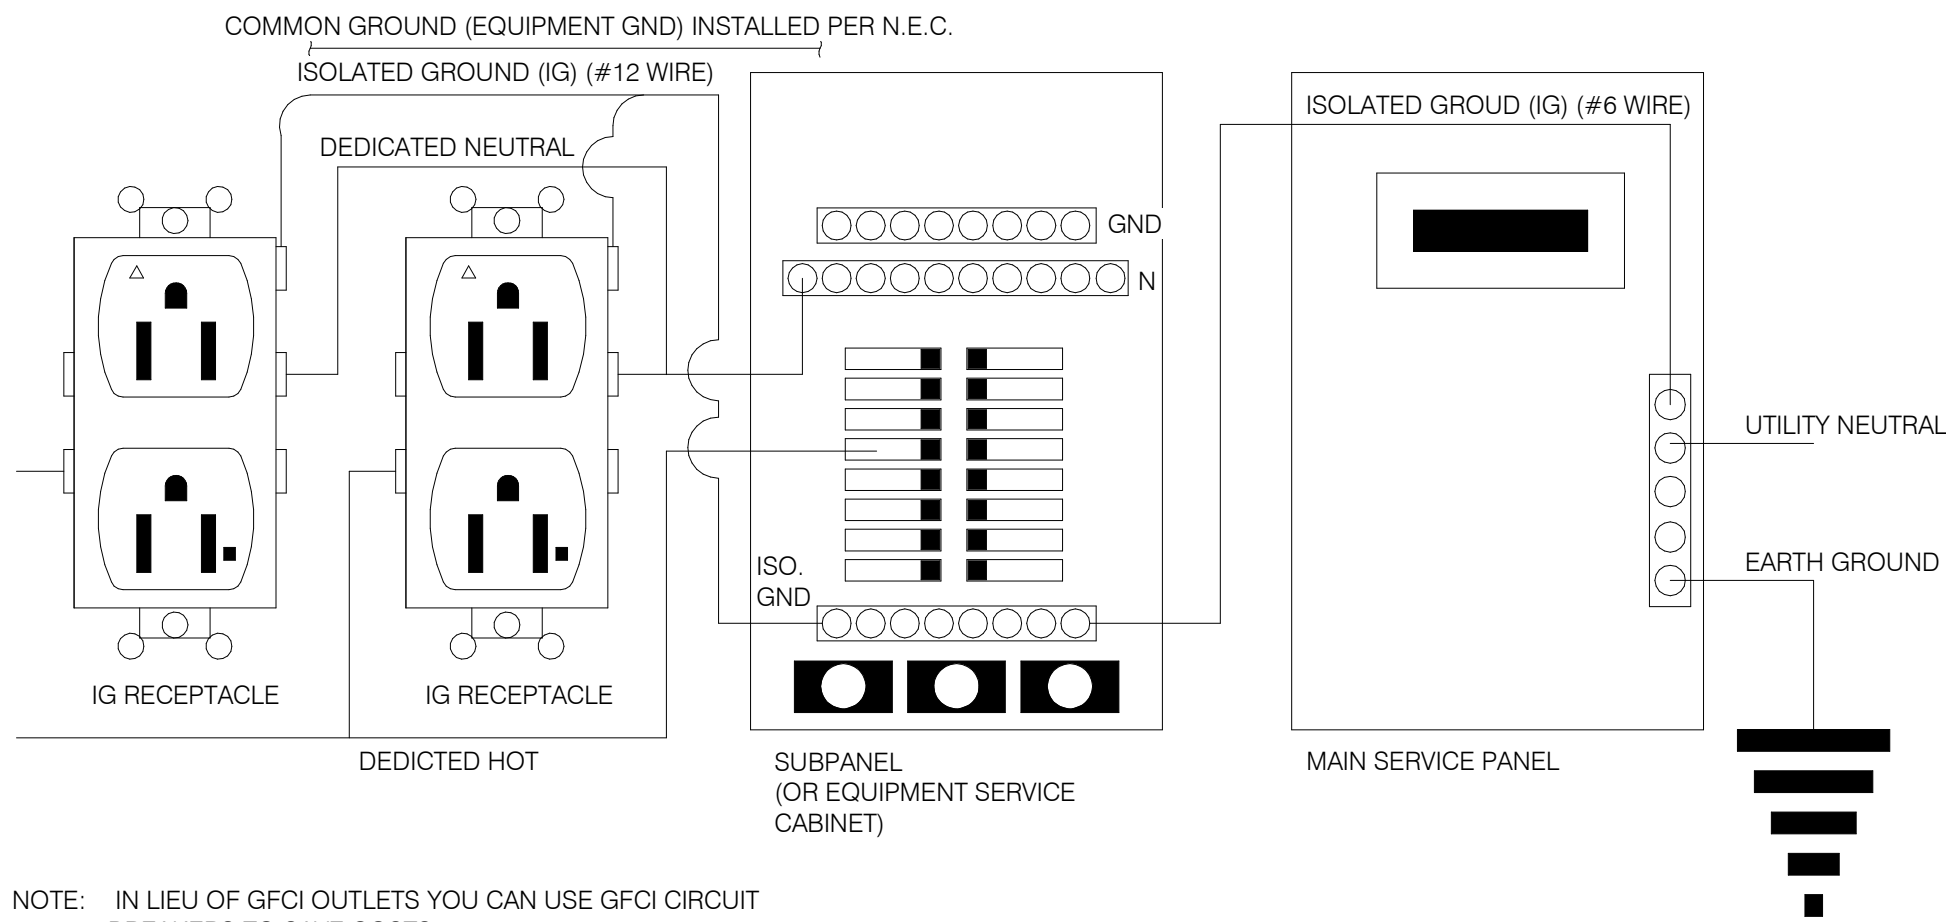 COMMON GROUND (EQUIPMENT GND) INSTALLED PER N.E.C.
ISOLATED GROUND (IG) (#12 WIRE)
DEDICATED NEUTRAL
ISOLATED GROUD (IG) (#6 WIRE)
GND
N
UTILITY NEUTRAL
EARTH GROUND
ISO.
GND
IG RECEPTACLE
IG RECEPTACLE
DEDICTED HOT
SUBPANEL
(OR EQUIPMENT SERVICE
CABINET)
MAIN SERVICE PANEL
NOTE: IN LIEU OF GFCI OUTLETS YOU CAN USE GFCI CIRCUIT